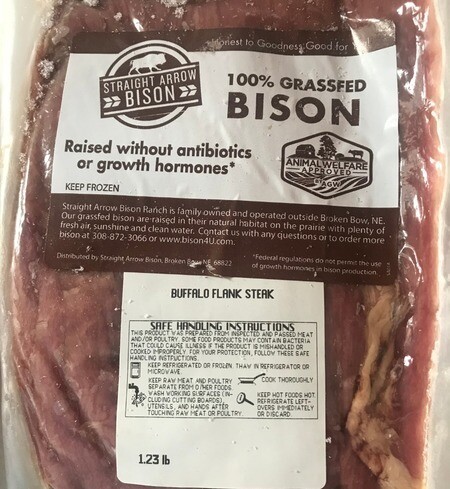 Honest to Goodness Good for
STRAIGHT ARROW
BISON
100% GRASSFED
BISON
Raised without antibiotics
or growth hormones*
ANIMAL WELFARE
APPROVED
BY AGW
KEEP FROZEN
Straight Arrow Bison Ranch is family owned and operated outside Broken Bow, NE.
Our grassfed bison are raised in their natural habitat on the prairie with plenty of
fresh air, sunshine and clean water. Contact us with any questions or to order more
bison at 308-872-3066 or www.bison4U.com.
Distributed by Straight Arrow Bison, Broken Bow, NE 68822
*Federal regulations do not permit the use
of growth hormones in bison production.
BUFFALO FLANK STEAK
SAFE HANDLING INSTRUCTIONS
THIS PRODUCT WAS PREPARED FROM INSPECTED AND PASSED MEAT
AND/OR POULTRY. SOME FOOD PRODUCTS MAY CONTAIN BACTERIA
THAT COULD CAUSE ILLNESS IF THE PRODUCT IS MISHANDLED OR
COOKED IMPROPERLY. FOR YOUR PROTECTION, FOLLOW THESE SAFE
HANDLING INSTRUCTIONS.
KEEP REFRIGERATED OR FROZEN. THAW IN REFRIGERATOR OR
MICROWAVE.
KEEP RAW MEAT AND POULTRY
SEPARATE FROM OTHER FOODS.
WASH WORKING SURFACES (IN-
CLUDING CUTTING BOARDS),
UTENSILS, AND HANDS AFTER
TOUCHING RAW MEAT OR POULTRY.
COOK THOROUGHLY
KEEP HOT FOODS HOT.
REFRIGERATE LEFT-
OVERS IMMEDIATELY
OR DISCARD.
1.23 lb